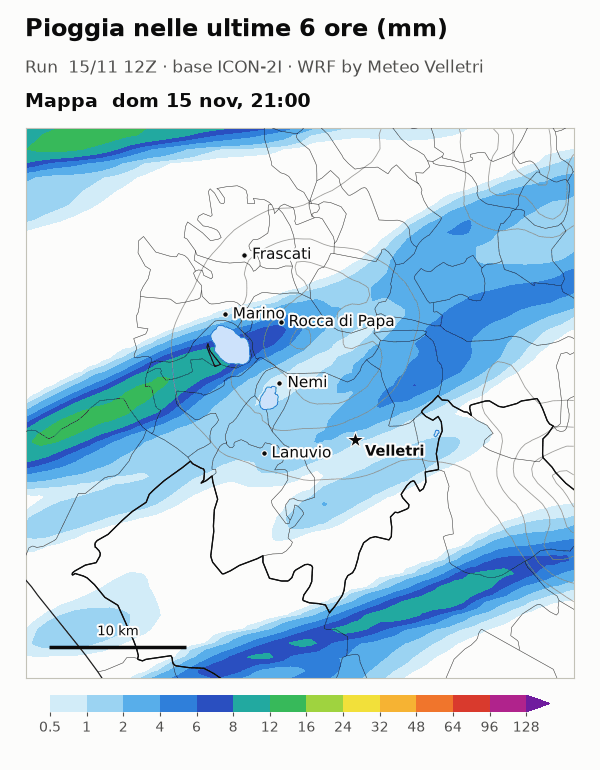 Pioggia nelle ultime 6 ore (mm)
Run 15/11 12Z · base ICON-2I · WRF by Meteo Velletri
Mappa dom 15 nov, 21:00
Frascati
Marino
Rocca di Papa
Nemi
Velletri
Lanuvio
10 km
0.5 1 2 4 6 8 12 16 24 32 48 64 96 128